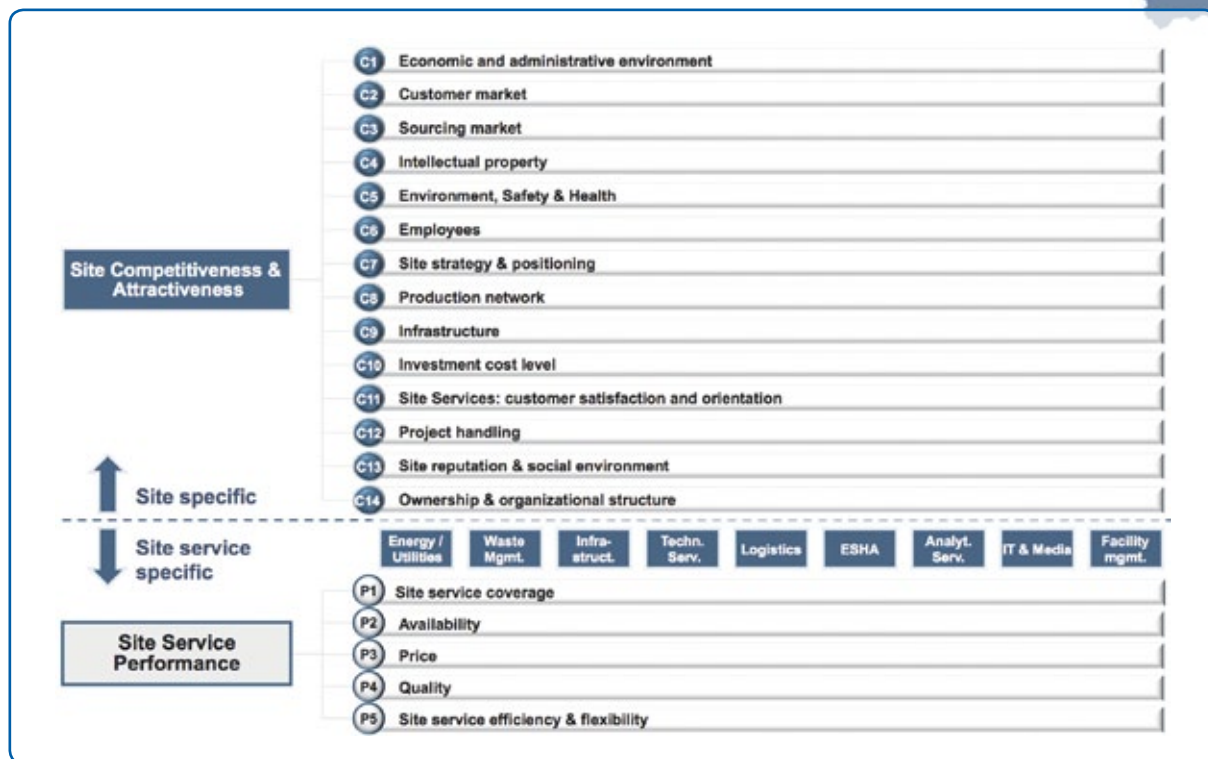 C1 Economic and administrative environment
C2 Customer market
C3 Sourcing market
C4 Intellectual property
C5 Environment, Safety & Health
C6 Employees
C7 Site strategy & positioning
C8 Production network
C9 Infrastructure
C10 Investment cost level
C11 Site Services: customer satisfaction and orientation
C12 Project handling
C13 Site reputation & social environment
C14 Ownership & organizational structure
Site Competitiveness &
Attractiveness
Site specific
Site service
specific
Energy /
Utilities
Waste
Mgmt.
Infra-
struct.
Techn.
Serv.
Logistics
ESHA
Analyt.
Serv.
IT & Media
Facility
mgmt.
P1 Site service coverage
P2 Availability
P3 Price
P4 Quality
P5 Site service efficiency & flexibility
Site Service
Performance